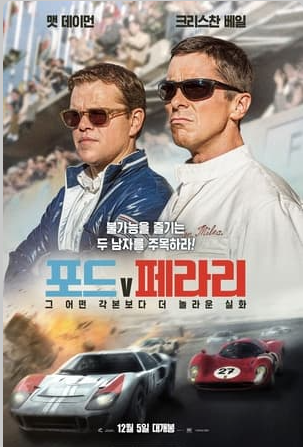 맷 데이먼
크리스찬 베일
불가능을 즐기는
두 남자를 주목하라!
포드 v 페라리
그 어떤 각본보다 더 놀라운 실화
27
12월 5일 대개봉